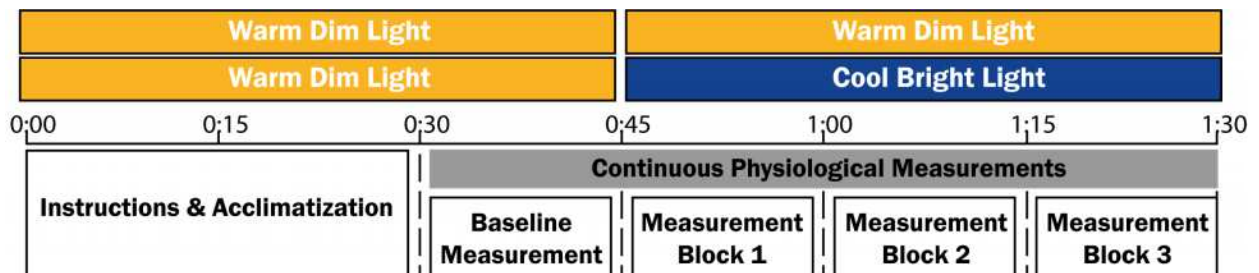 Warm Dim Light Warm Dim Light
Warm Dim Light Cool Bright Light
0:00 0:15 0:30 0:45 1:00 1:15 1:30
Continuous Physiological Measurements
Instructions & Acclimatization
Baseline
Measurement
Measurement
Block 1
Measurement
Block 2
Measurement
Block 3